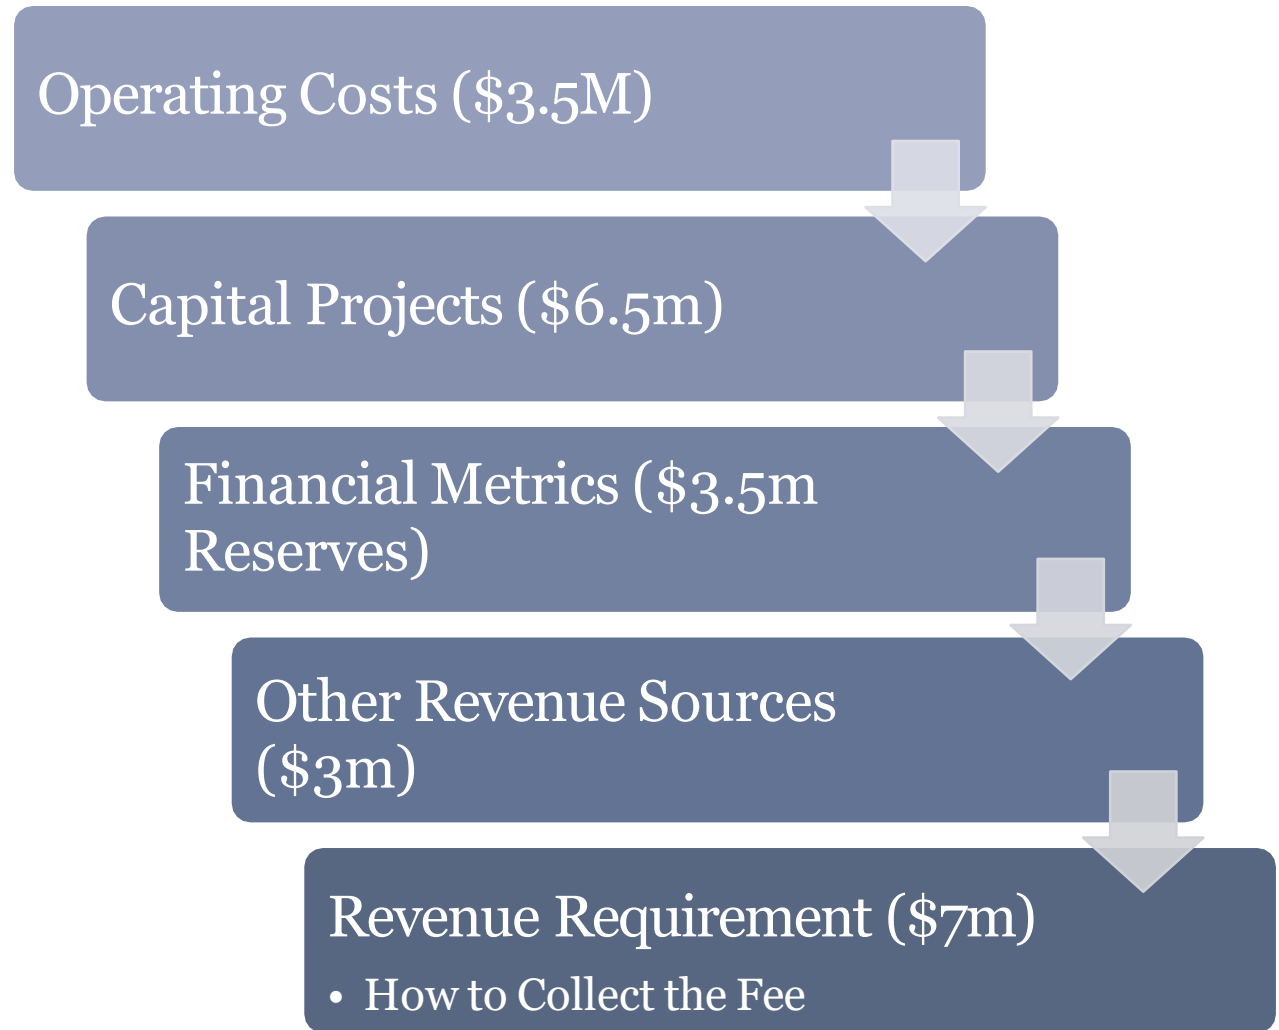 Operating Costs ($3.5M)
Capital Projects ($6.5m)
Financial Metrics ($3.5m
Reserves)
Other Revenue Sources
($3m)
Revenue Requirement ($7m)
• How to Collect the Fee